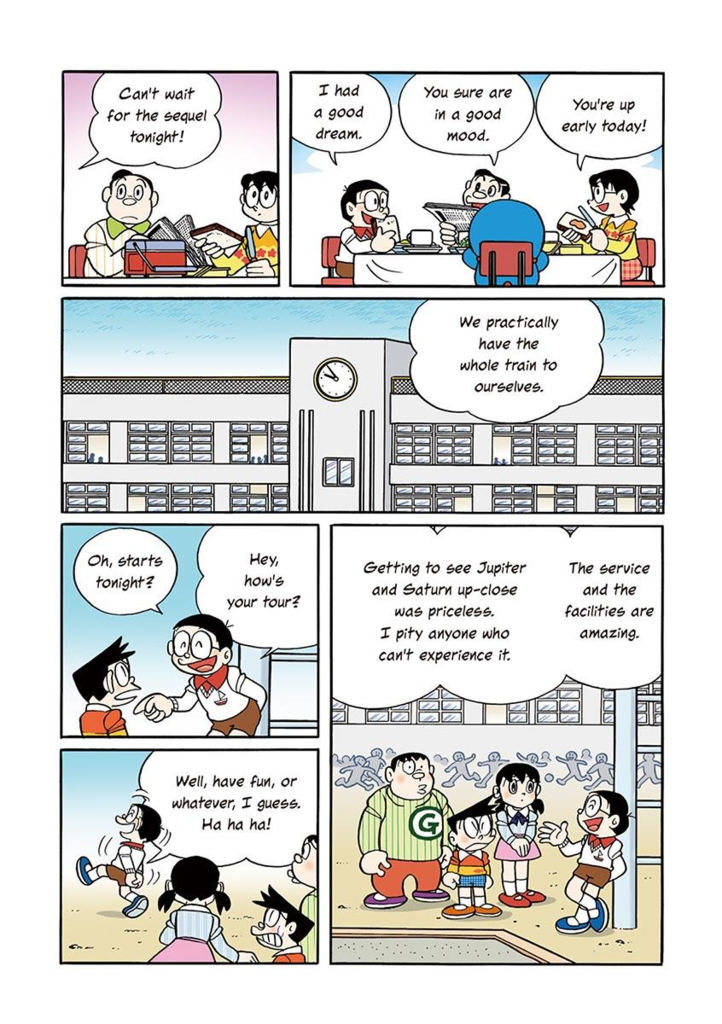 You're up
early today!
You sure are
in a good
mood.
I had
a good
dream.
Can't wait
for the sequel
tonight!
We practically
have the
whole train to
ourselves.
The service
and the
facilities are
amazing.
Getting to see Jupiter
and Saturn up-close
was priceless.
I pity anyone who
can't experience it.
G
Hey,
how's
your tour?
Oh, starts
tonight?
Well, have fun, or
whatever, I guess.
Ha ha ha!